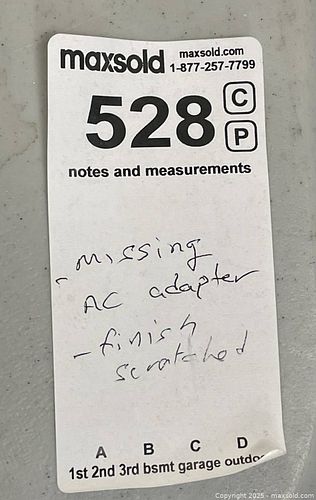 maxsold maxsold.com
1-877-257-7799
528 C
P
notes and measurements
- missing
AC adapter
- finish
scratched
A B C D
1st 2nd 3rd bsmt garage
Copyright © 2025 - maxsold.com